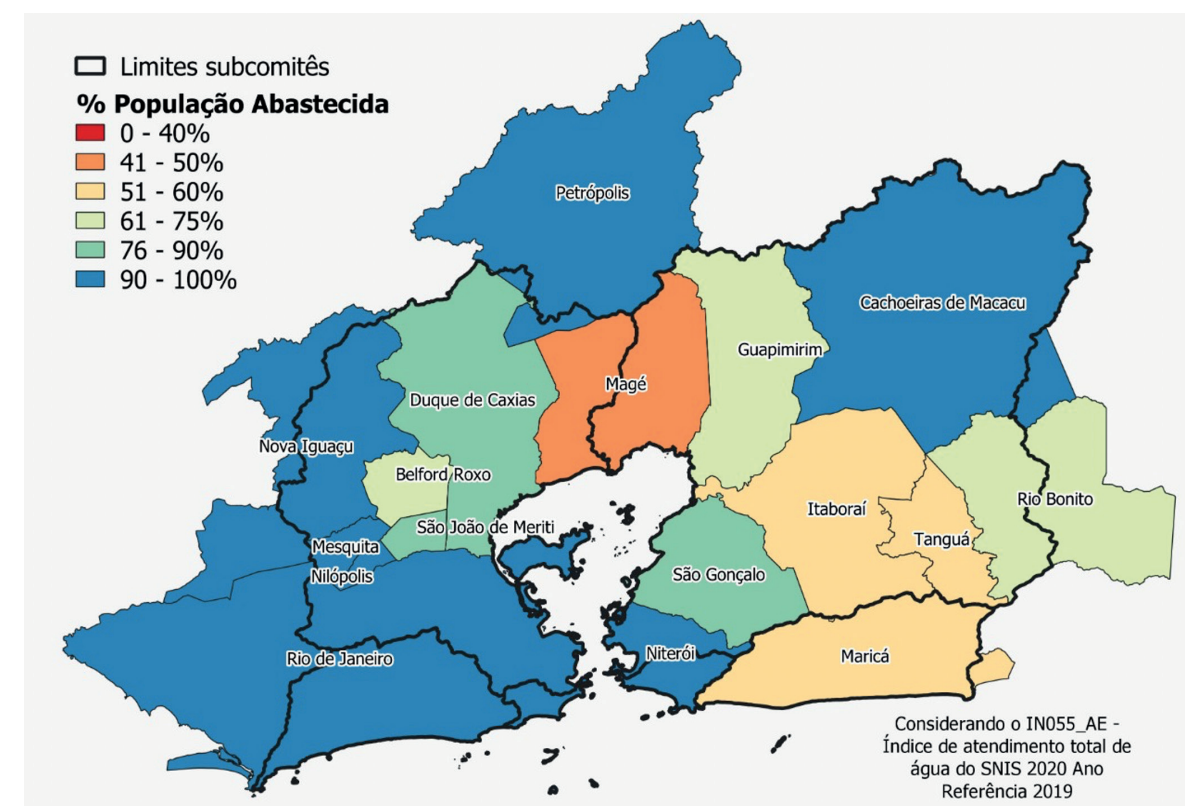 Limites subcomitês
% População Abastecida
0 - 40%
41 - 50%
51 - 60%
61 - 75%
76 - 90%
90 - 100%
Petrópolis
Cachoeiras de Macacu
Guapimirim
Magé
Duque de Caxias
Nova Iguaçu
Belford Roxo
Rio Bonito
Itaboraí
São João de Meriti
Tanguá
Mesquita
Nilópolis
São Gonçalo
Niterói
Maricá
Rio de Janeiro
Considerando o IN055_AE -
Índice de atendimento total de
água do SNIS 2020 Ano
Referência 2019